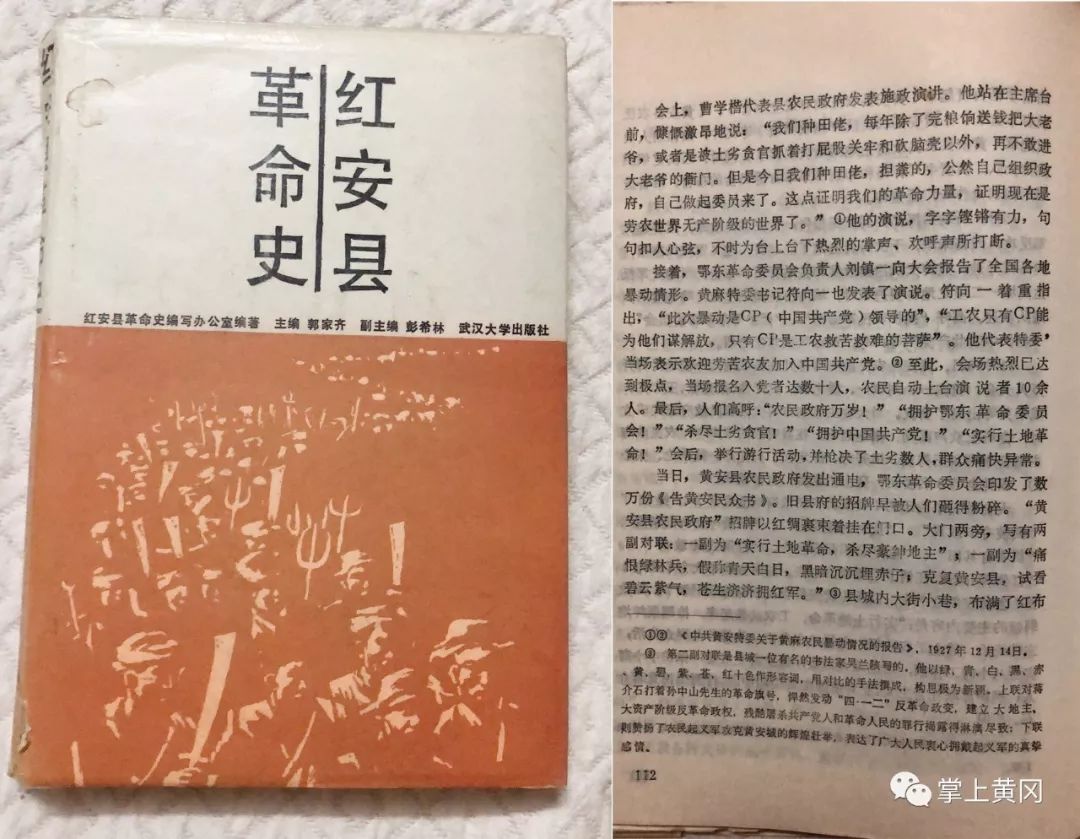 红安县
革命史
红安县革命史编写办公室编著 主编 郭家齐 副主编 彭希林 武汉大学出版社
会上，曹学楷代表县农民政府发表施政演讲。他站在主席台
前，慷慨激昂地说：“我们种田佬，每年除了完粮饷送钱把大老
爷，或者是被土劣贪官抓着打屁股关牢和砍脑壳以外，再不敢进
大老爷的衙门。但是今日我们种田佬，担粪的，公然自己组织政
府，自己做起委员来了。这点证明我们的革命力量，证明现在是
劳农世界无产阶级的世界了。”①他的演说，字字铿锵有力，句
句扣人心弦，不时为台上台下热烈的掌声、欢呼声所打断。
接着，鄂东革命委员会负责人刘镇一向大会报告了全国各地
暴动情形。黄麻特委书记符向一也发表了演说。符向一着重指
出，“此次暴动是CP（中国共产党）领导的”，“工农只有CP能
为他们谋解放，只有CP是工农救苦救难的菩萨”。他代表特委
当场表示欢迎劳苦农友加入中国共产党。②至此，会场热烈已达
到极点，当场报名入党者达数十人，农民自动上台演说者10余
人。最后，人们高呼：“农民政府万岁！”“拥护鄂东革命委员
会！”“杀尽土劣贪官！”“拥护中国共产党！”“实行土地革
命！”会后，举行游行活动，并枪决了土劣数人，群众痛快异常。
当日，黄安县农民政府发出通电，鄂东革命委员会印发了数
万份《告黄安民众书》。旧县府的招牌早被人们砸得粉碎。“黄
安县农民政府”招牌以红绸裹束着挂在门口。大门两旁，写有两
副对联：一副为“实行土地革命，杀尽豪绅地主”；一副为“痛
恨绿林兵，假称青天白日，黑暗沉沉埋赤子；克复黄安县，试看
碧云紫气，苍生济济拥红军。”③县城内大街小巷，布满了红布
①② 《中共黄安特委关于黄麻农民暴动情况的报告》，1927年12月14日。
③ 第二副对联是县城一位有名的书法家吴兰陔写的。他以绿、青、白、黑、赤
、黄、碧、紫、苍、红十色作形容词，用对比的手法撰成，构思极为新颖。上联对蒋
介石打着孙中山先生的革命旗号，悍然发动“四·一二”反革命政变，建立大地主、
大资产阶级反革命政权，残酷屠杀共产党人和革命人民的罪行揭露得淋漓尽致；下联
则赞扬了农民起义军攻克黄安城的辉煌壮举，表达了广大人民衷心拥戴起义军的真挚
感情。
112
掌上黄冈